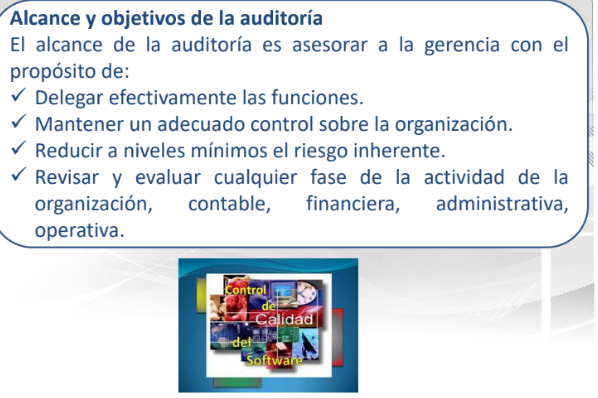 Alcance y objetivos de la auditoría
El alcance de la auditoría es asesorar a la gerencia con el
propósito de:
✓ Delegar efectivamente las funciones.
✓ Mantener un adecuado control sobre la organización.
✓ Reducir a niveles mínimos el riesgo inherente.
✓ Revisar y evaluar cualquier fase de la actividad de la
organización, contable, financiera, administrativa,
operativa.
Control
de
Calidad
del
Software